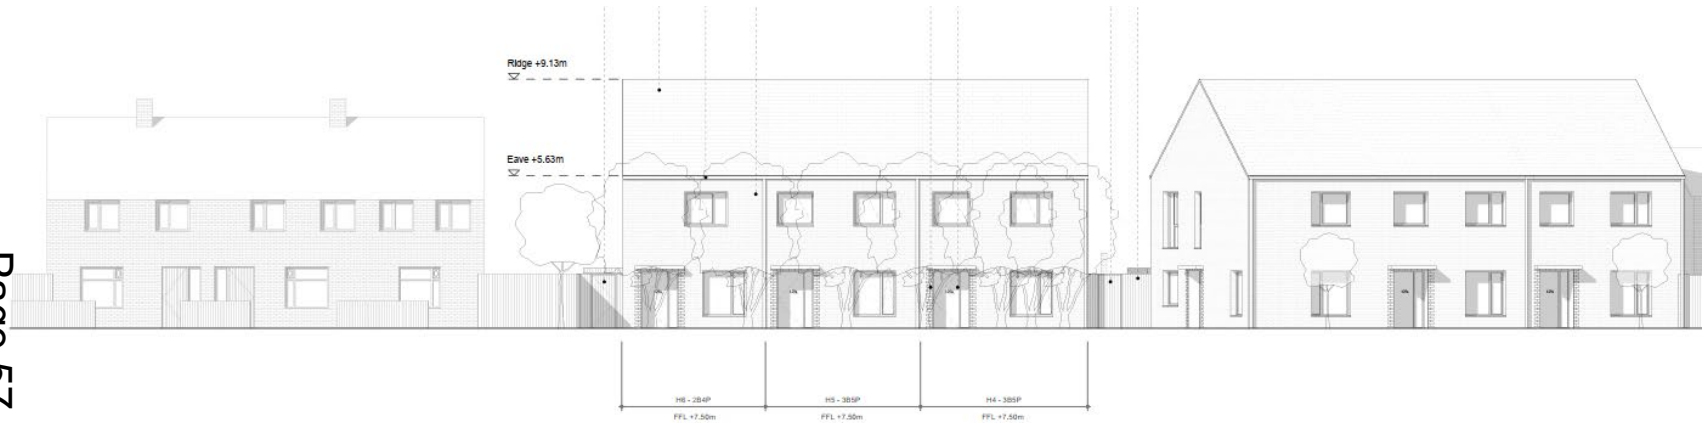 Ridge +9.13m
Eave +5.63m
H6 - 2B4P
H5 - 3B5P
H4 - 3B5P
FFL +7.50m
FFL +7.50m
FFL +7.50m
Page 57